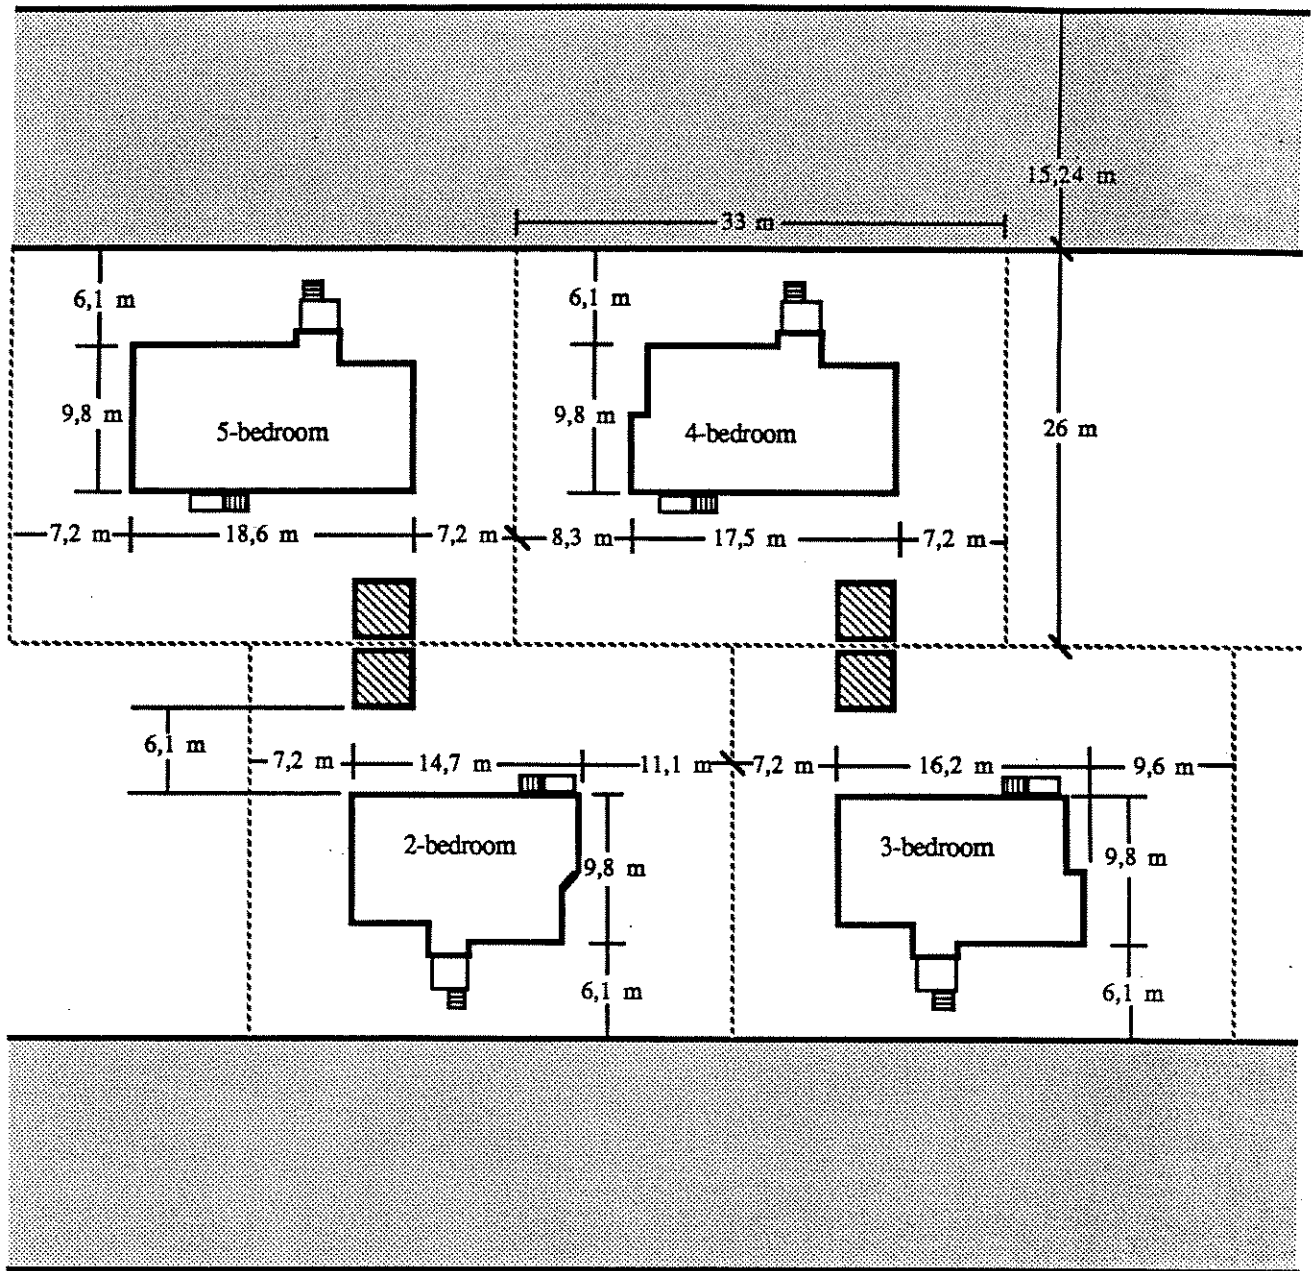 15,24 m
33 m
6,1 m
6,1 m
9,8 m
5-bedroom
9,8 m
4-bedroom
26 m
7,2 m
18,6 m
7,2 m
8,3 m
17,5 m
7,2 m
6,1 m
7,2 m
14,7 m
11,1 m
7,2 m
16,2 m
9,6 m
2-bedroom
9,8 m
3-bedroom
9,8 m
6,1 m
6,1 m